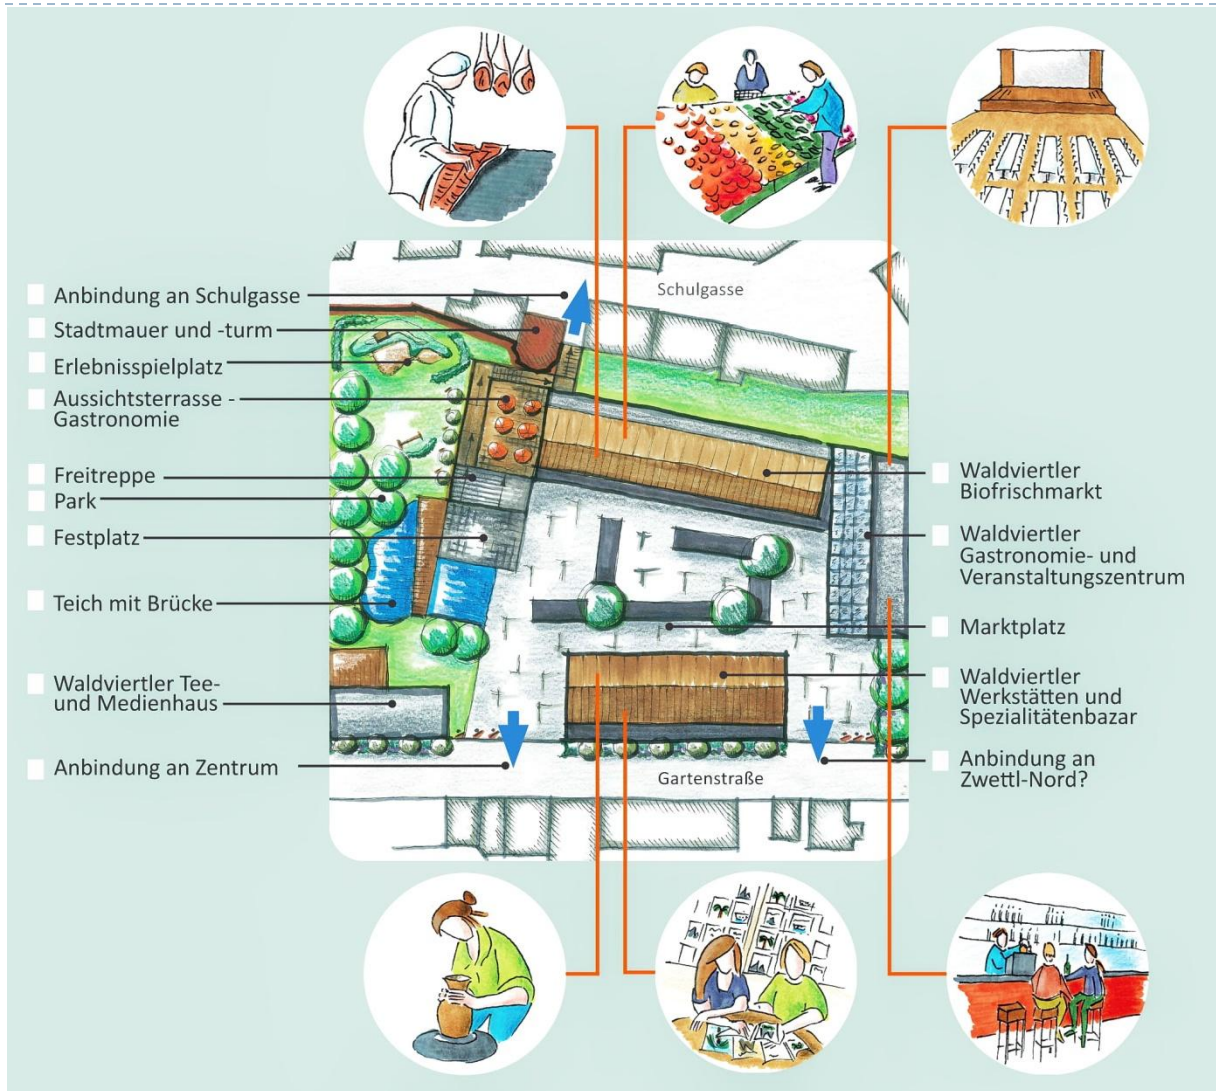 Schulgasse
Anbindung an Schulgasse
Stadtmauer und -turm
Erlebnisspielplatz
Aussichtsterrasse -
Gastronomie
Freitreppe
Park
Festplatz
Teich mit Brücke
Waldviertler Tee-
und Medienhaus
Anbindung an Zentrum
Waldviertler
Biofrischmarkt
Waldviertler
Gastronomie- und
Veranstaltungszentrum
Marktplatz
Waldviertler
Werkstätten und
Spezialitätenbazar
Anbindung an
Zwettl-Nord?
Gartenstraße